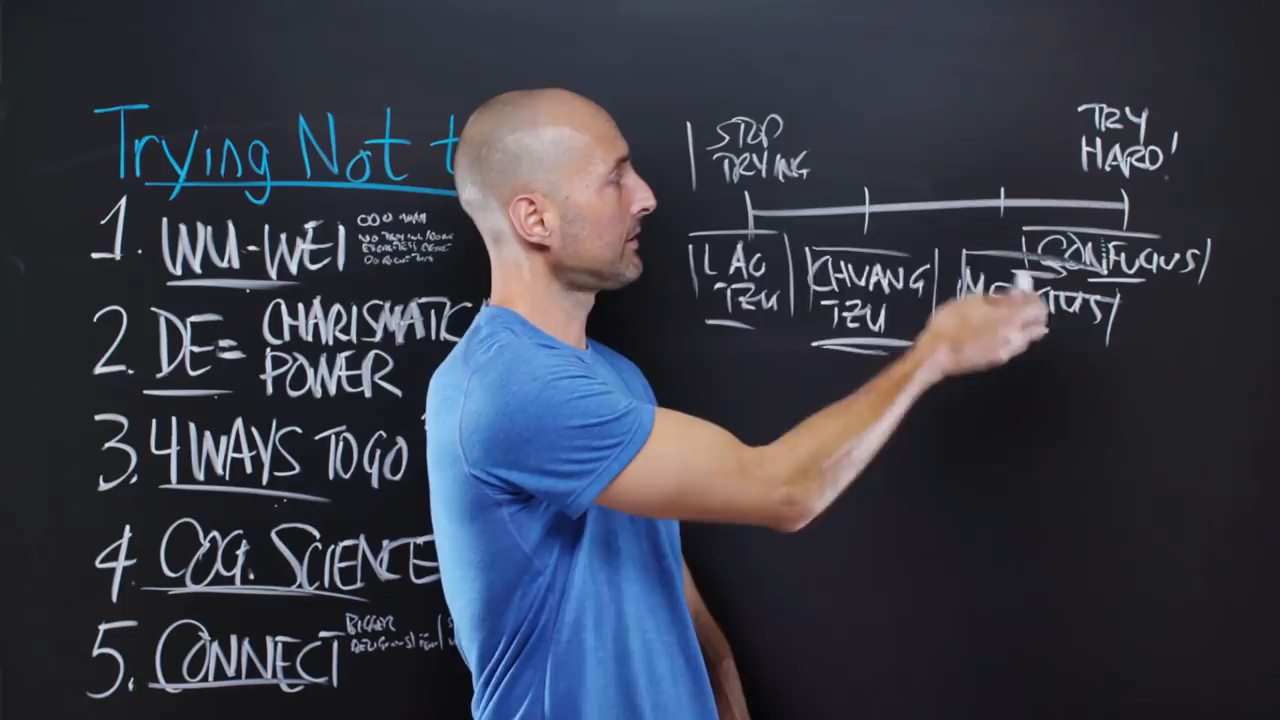 Trying Not t
1. WU-WEI
2. DE= CHARISMATIC
POWER
3. 4 WAYS TO GO
4. COG. SCIENCE
5. CONNECT
BIGGER
STOP
TRYING
TRY
HARD!
LAO
TZU
CHUANG
TZU
CONFUCIUS